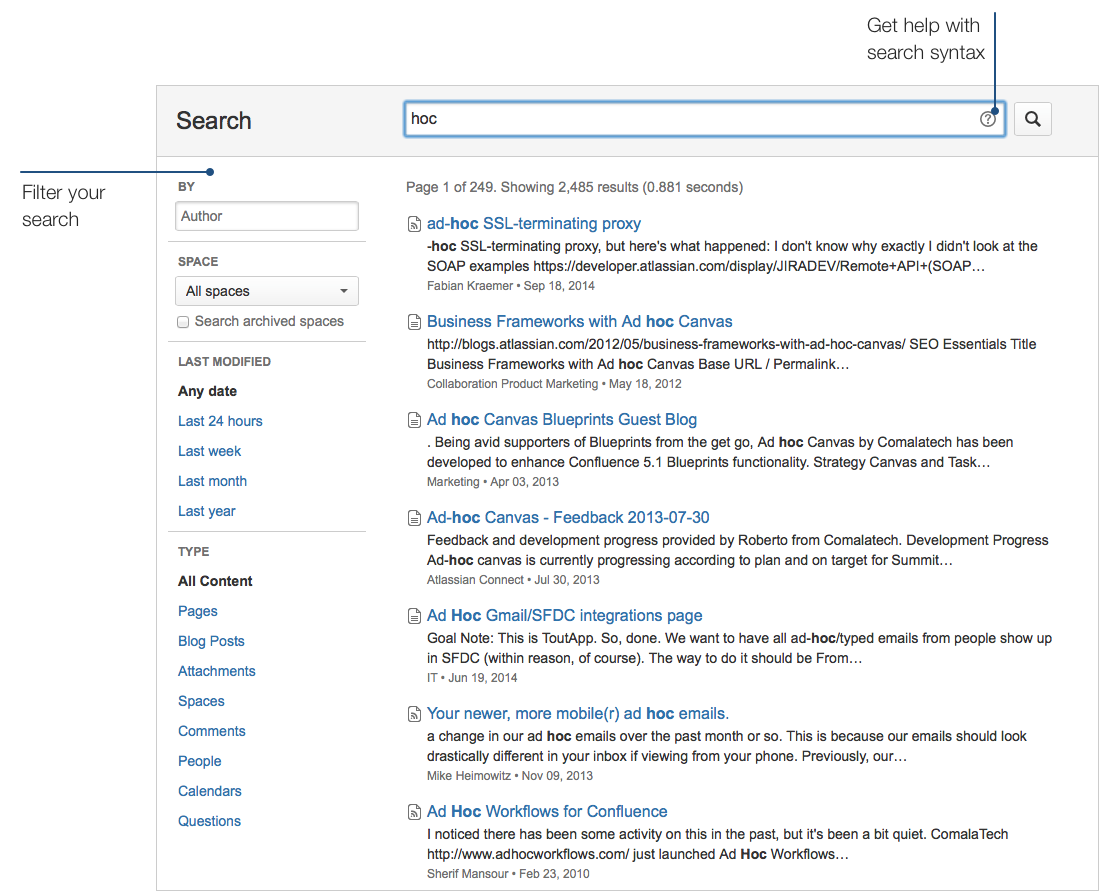 Get help with
search syntax
Search
hoc
?
Filter your
search
BY
Author
SPACE
All spaces
Search archived spaces
LAST MODIFIED
Any date
Last 24 hours
Last week
Last month
Last year
TYPE
All Content
Pages
Blog Posts
Attachments
Spaces
Comments
People
Calendars
Questions
Page 1 of 249. Showing 2,485 results (0.881 seconds)
ad-hoc SSL-terminating proxy
-hoc SSL-terminating proxy, but here's what happened: I don't know why exactly I didn't look at the
SOAP examples https://developer.atlassian.com/display/JIRADEV/Remote+API+(SOAP…
Fabian Kraemer • Sep 18, 2014
Business Frameworks with Ad hoc Canvas
http://blogs.atlassian.com/2012/05/business-frameworks-with-ad-hoc-canvas/ SEO Essentials Title
Business Frameworks with Ad hoc Canvas Base URL / Permalink…
Collaboration Product Marketing • May 18, 2012
Ad hoc Canvas Blueprints Guest Blog
. Being avid supporters of Blueprints from the get go, Ad hoc Canvas by Comalatech has been
developed to enhance Confluence 5.1 Blueprints functionality. Strategy Canvas and Task…
Marketing • Apr 03, 2013
Ad-hoc Canvas - Feedback 2013-07-30
Feedback and development progress provided by Roberto from Comalatech. Development Progress
Ad-hoc canvas is currently progressing according to plan and on target for Summit…
Atlassian Connect • Jul 30, 2013
Ad Hoc Gmail/SFDC integrations page
Goal Note: This is ToutApp. So, done. We want to have all ad-hoc/typed emails from people show up
in SFDC (within reason, of course). The way to do it should be From…
IT • Jun 19, 2014
Your newer, more mobile(r) ad hoc emails.
a change in our ad hoc emails over the past month or so. This is because our emails should look
drastically different in your inbox if viewing from your phone. Previously, our…
Mike Heimowitz • Nov 09, 2013
Ad Hoc Workflows for Confluence
I noticed there has been some activity on this in the past, but it's been a bit quiet. ComalaTech
http://www.adhocworkflows.com/ just launched Ad Hoc Workflows…
Sherif Mansour • Feb 23, 2010